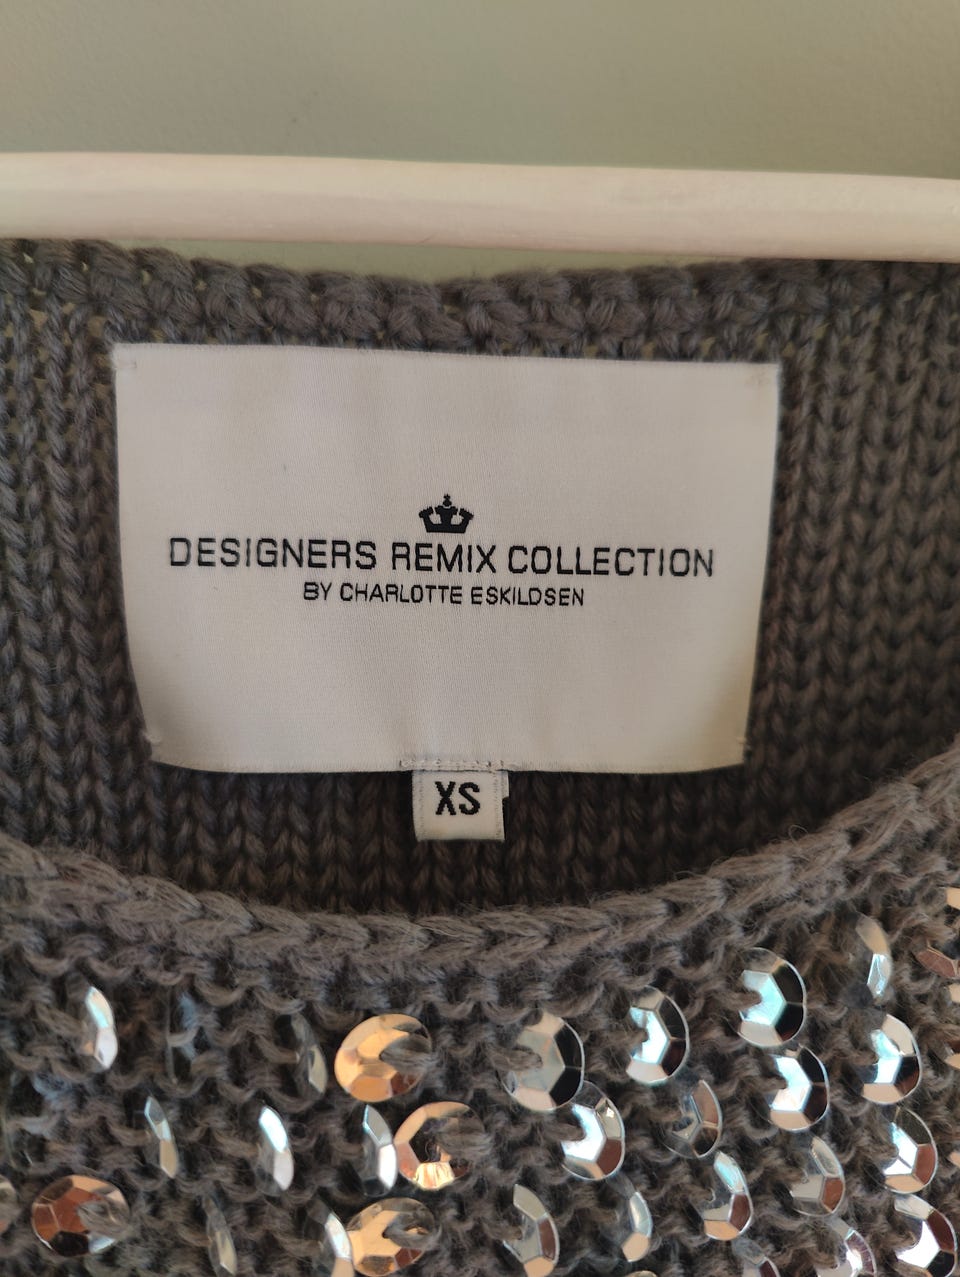 DESIGNERS REMIX COLLECTION
BY CHARLOTTE ESKILDSEN
XS